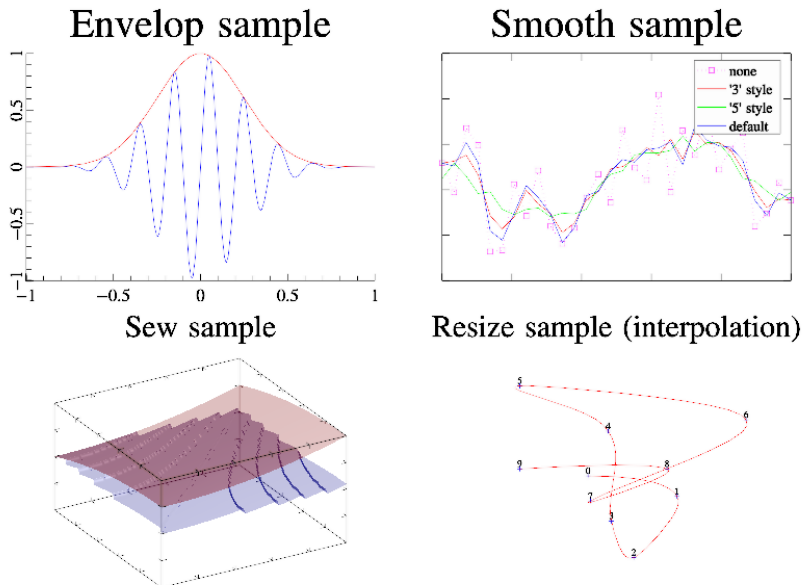 Envelop sample
1
0.5
0
−0.5
−1
−1
−0.5
0
0.5
1
Smooth sample
none
'3' style
'5' style
default
Sew sample
Resize sample (interpolation)
5
6
4
9
0
8
7
1
3
2